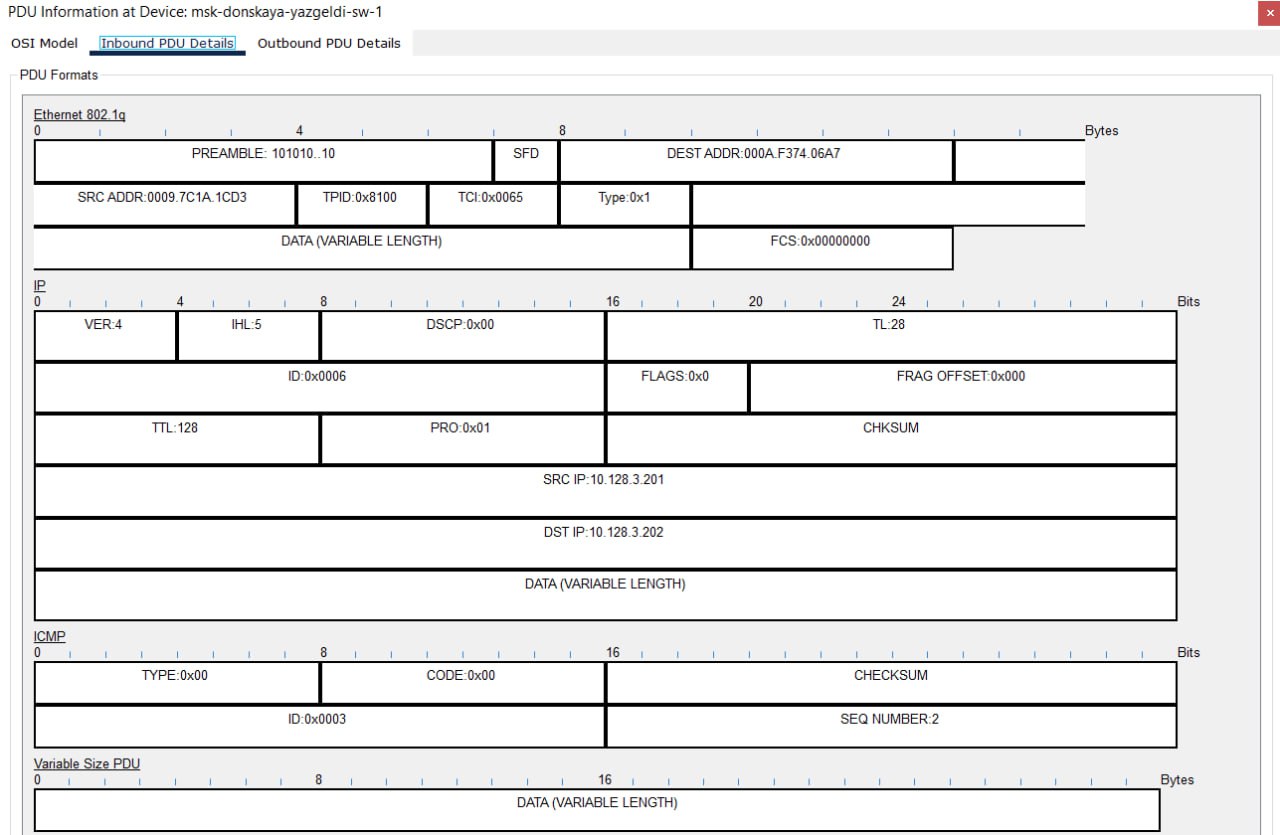 PDU Information at Device: msk-donskaya-yazgeldi-sw-1
OSI Model Inbound PDU Details Outbound PDU Details
PDU Formats
Ethernet 802.1q
0 4 8 Bytes
PREAMBLE: 101010..10 SFD DEST ADDR:000A.F374.06A7
SRC ADDR:0009.7C1A.1CD3 TPID:0x8100 TCI:0x0065 Type:0x1
DATA (VARIABLE LENGTH) FCS:0x00000000
IP
0 4 8 16 20 24 Bits
VER:4 IHL:5 DSCP:0x00 TL:28
ID:0x0006 FLAGS:0x0 FRAG OFFSET:0x000
TTL:128 PRO:0x01 CHKSUM
SRC IP:10.128.3.201
DST IP:10.128.3.202
DATA (VARIABLE LENGTH)
ICMP
0 8 16 Bits
TYPE:0x00 CODE:0x00 CHECKSUM
ID:0x0003 SEQ NUMBER:2
Variable Size PDU
0 8 16 Bytes
DATA (VARIABLE LENGTH)